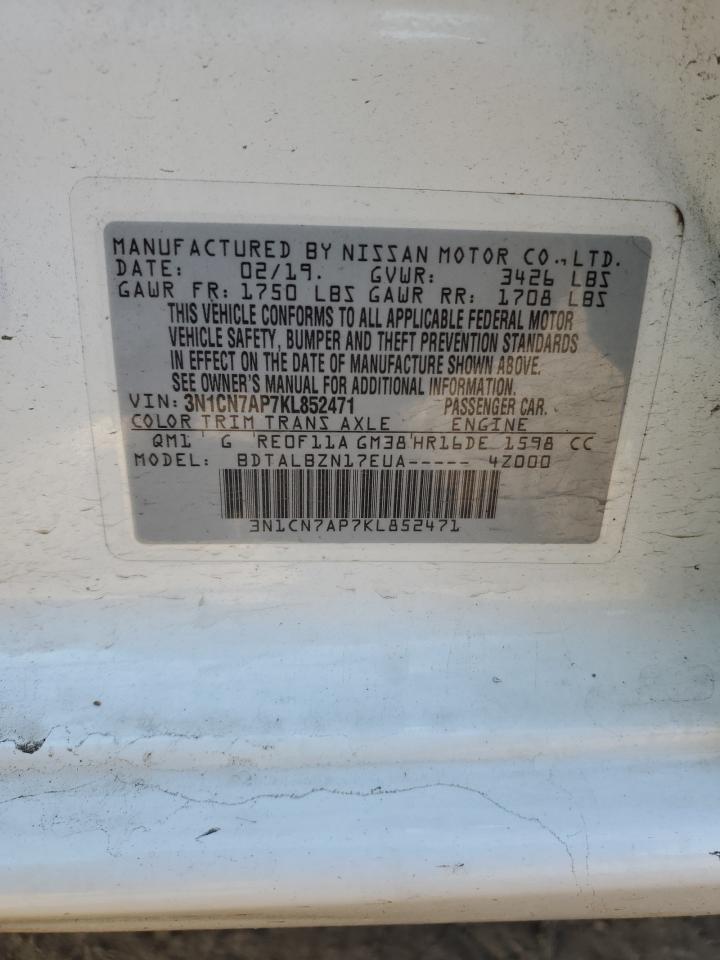 MANUFACTURED BY NISSAN MOTOR CO., LTD.
DATE: 02/19. GVWR: 3426 LBS
GAWR FR: 1750 LBS GAWR RR: 1708 LBS
THIS VEHICLE CONFORMS TO ALL APPLICABLE FEDERAL MOTOR
VEHICLE SAFETY, BUMPER AND THEFT PREVENTION STANDARDS
IN EFFECT ON THE DATE OF MANUFACTURE SHOWN ABOVE.
SEE OWNER'S MANUAL FOR ADDITIONAL INFORMATION.
VIN: 3N1CN7AP7KL852471 PASSENGER CAR.
COLOR TRIM TRANS AXLE ENGINE
QM1 G RE0F11A GM38 HR16DE 1598 CC
MODEL: BDTALBZN17EUA----- 4Z000
3N1CN7AP7KL852471